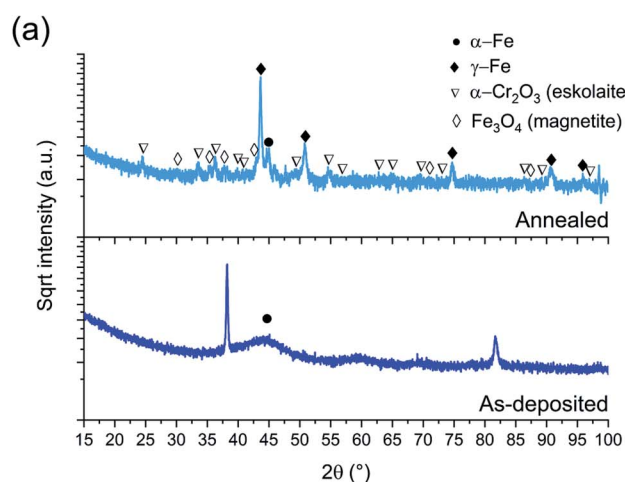 (a)
α–Fe
γ–Fe
α–Cr₂O₃ (eskolaite
Fe₃O₄ (magnetite)
Annealed
As-deposited
Sqrt intensity (a.u.)
15 20 25 30 35 40 45 50 55 60 65 70 75 80 85 90 95 100
2θ (°)